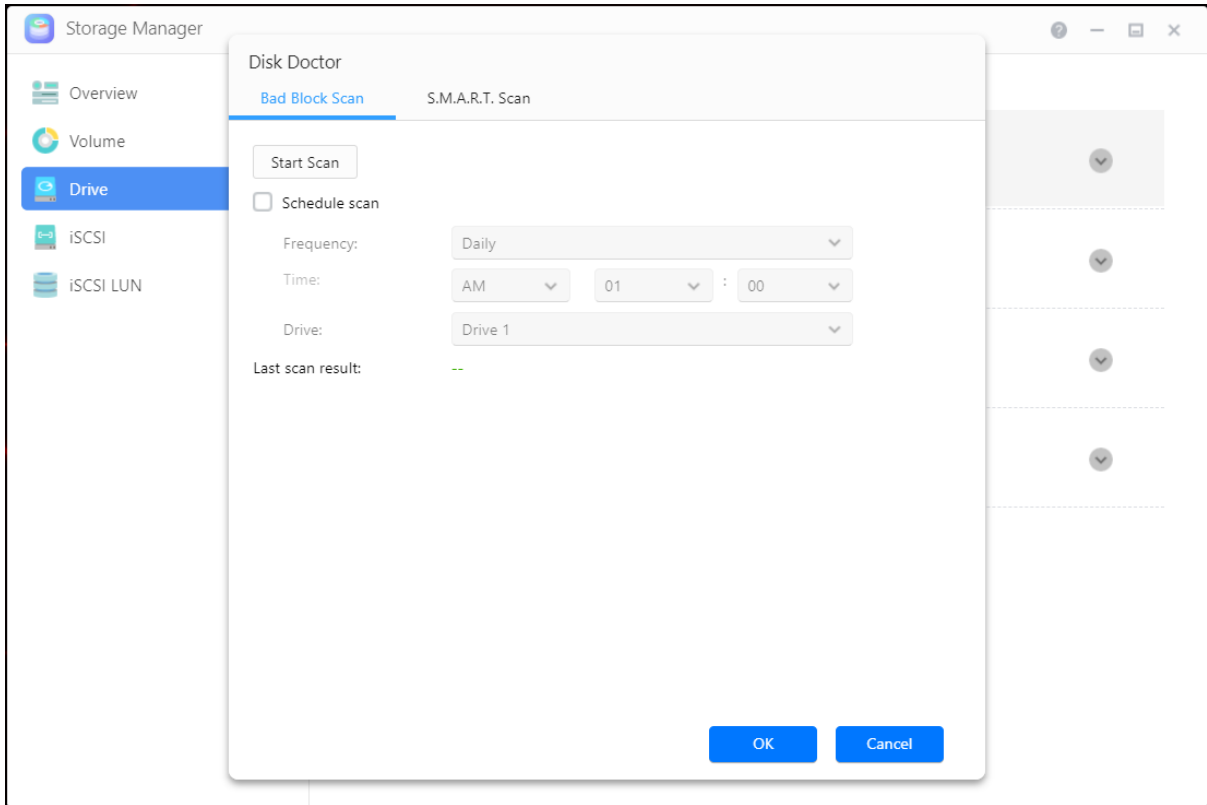 Storage Manager
Disk Doctor
Overview
Bad Block Scan S.M.A.R.T. Scan
Volume
Start Scan
Drive
Schedule scan
iSCSI
Frequency: Daily
Time: AM 01 : 00
iSCSI LUN
Drive: Drive 1
Last scan result: --
OK Cancel